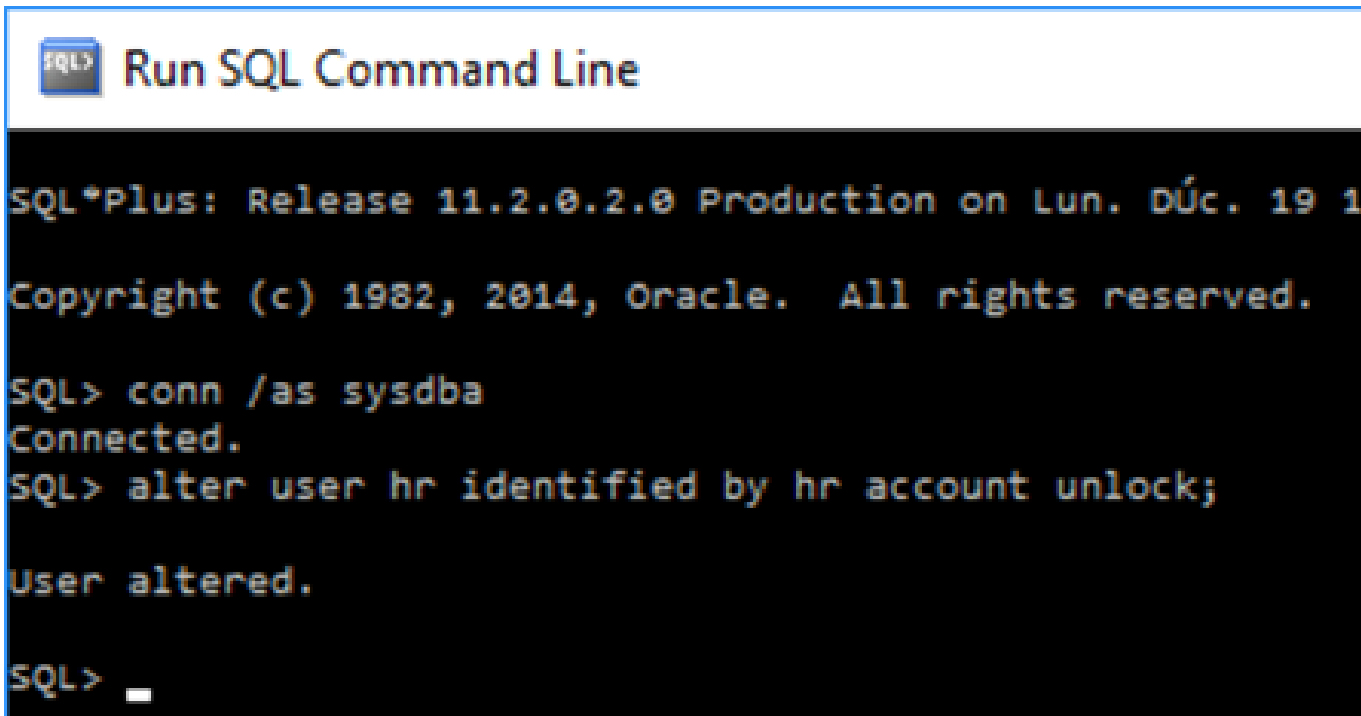 SQL>
Run SQL Command Line
SQL*Plus: Release 11.2.0.2.0 Production on Lun. DÚc. 19 1
Copyright (c) 1982, 2014, Oracle.  All rights reserved.
SQL> conn /as sysdba
Connected.
SQL> alter user hr identified by hr account unlock;
User altered.
SQL>